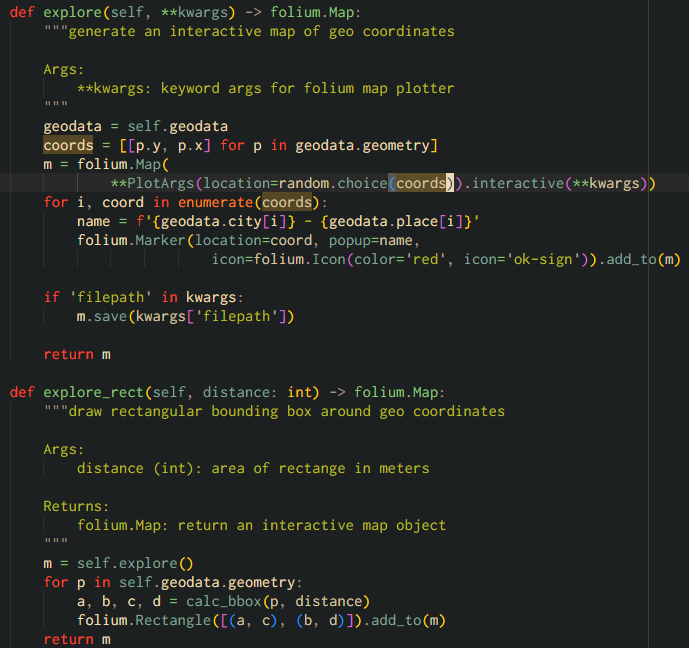 def explore(self, **kwargs) -> folium.Map:
    """generate an interactive map of geo coordinates

    Args:
        **kwargs: keyword args for folium map plotter
    """
    geodata = self.geodata
    coords = [[p.y, p.x] for p in geodata.geometry]
    m = folium.Map(
            **PlotArgs(location=random.choice(coords)).interactive(**kwargs))
    for i, coord in enumerate(coords):
        name = f'{geodata.city[i]} - {geodata.place[i]}'
        folium.Marker(location=coord, popup=name,
                        icon=folium.Icon(color='red', icon='ok-sign')).add_to(m)

    if 'filepath' in kwargs:
        m.save(kwargs['filepath'])

    return m

def explore_rect(self, distance: int) -> folium.Map:
    """draw rectangular bounding box around geo coordinates

    Args:
        distance (int): area of rectange in meters

    Returns:
        folium.Map: return an interactive map object
    """
    m = self.explore()
    for p in self.geodata.geometry:
        a, b, c, d = calc_bbox(p, distance)
        folium.Rectangle([(a, c), (b, d)]).add_to(m)
    return m